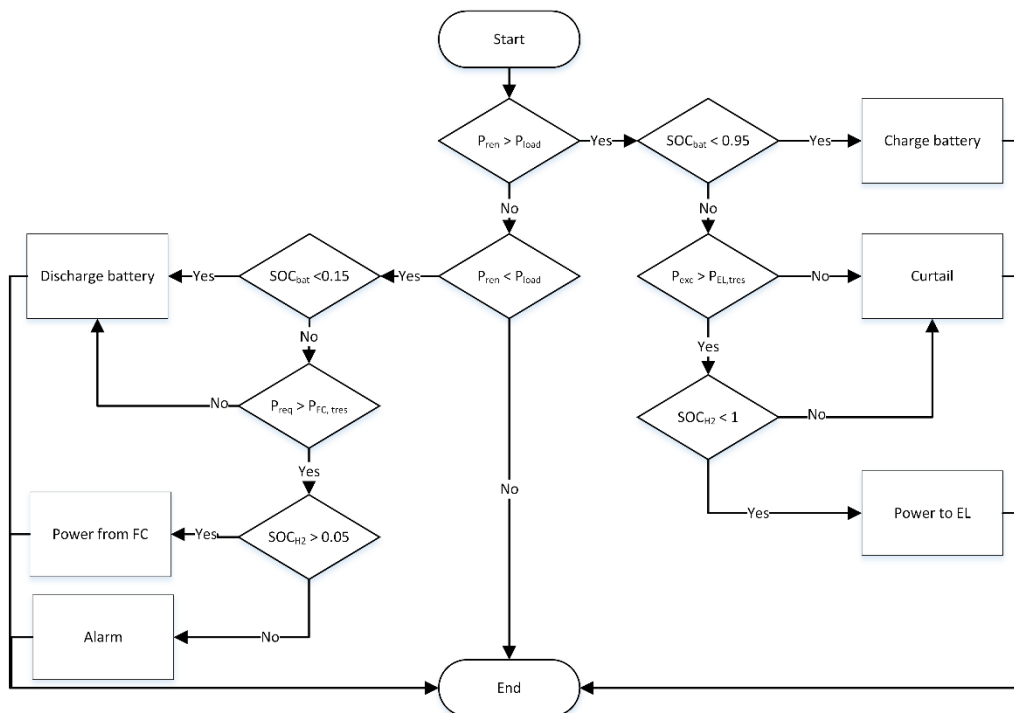 Start
P_ren > P_load
Yes
SOC_bat < 0.95
Yes
Charge battery
No
No
Discharge battery
Yes
SOC_bat <0.15
Yes
P_ren < P_load
P_exc > P_EL,tres
No
Curtail
No
Yes
No
P_req > P_FC, tres
SOC_H2 < 1
No
Yes
No
Power from FC
Yes
SOC_H2 > 0.05
Yes
Power to EL
Alarm
No
End